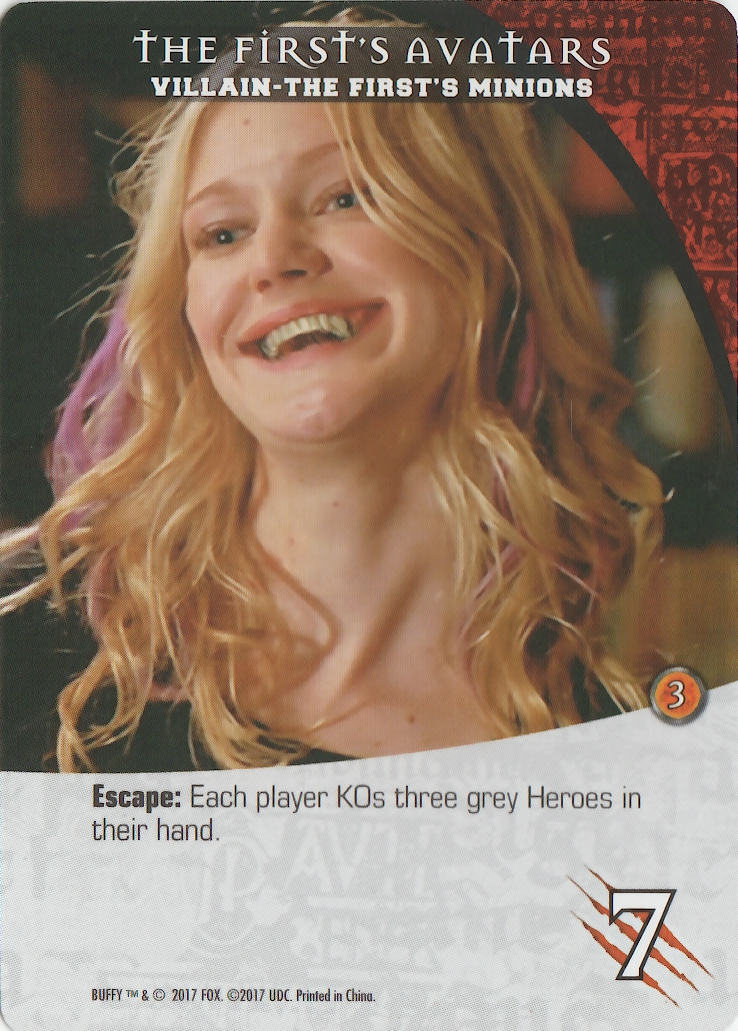 THE FIRST'S AVATARS
VILLAIN-THE FIRST'S MINIONS
3
Escape: Each player KOs three grey Heroes in
their hand.
7
BUFFY ™ & © 2017 FOX. ©2017 UDC. Printed in China.